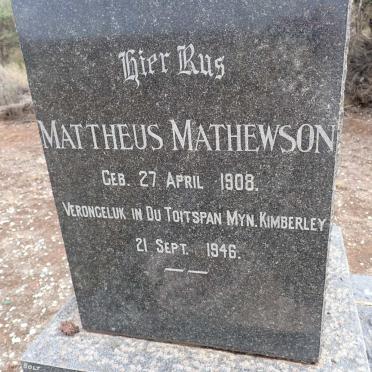 Hier Rus
MATTHEUS MATHEWSON
GEB. 27 APRIL 1908.
VERONGELUK IN DU TOITSPAN MYN. KIMBERLEY
21 SEPT. 1946.